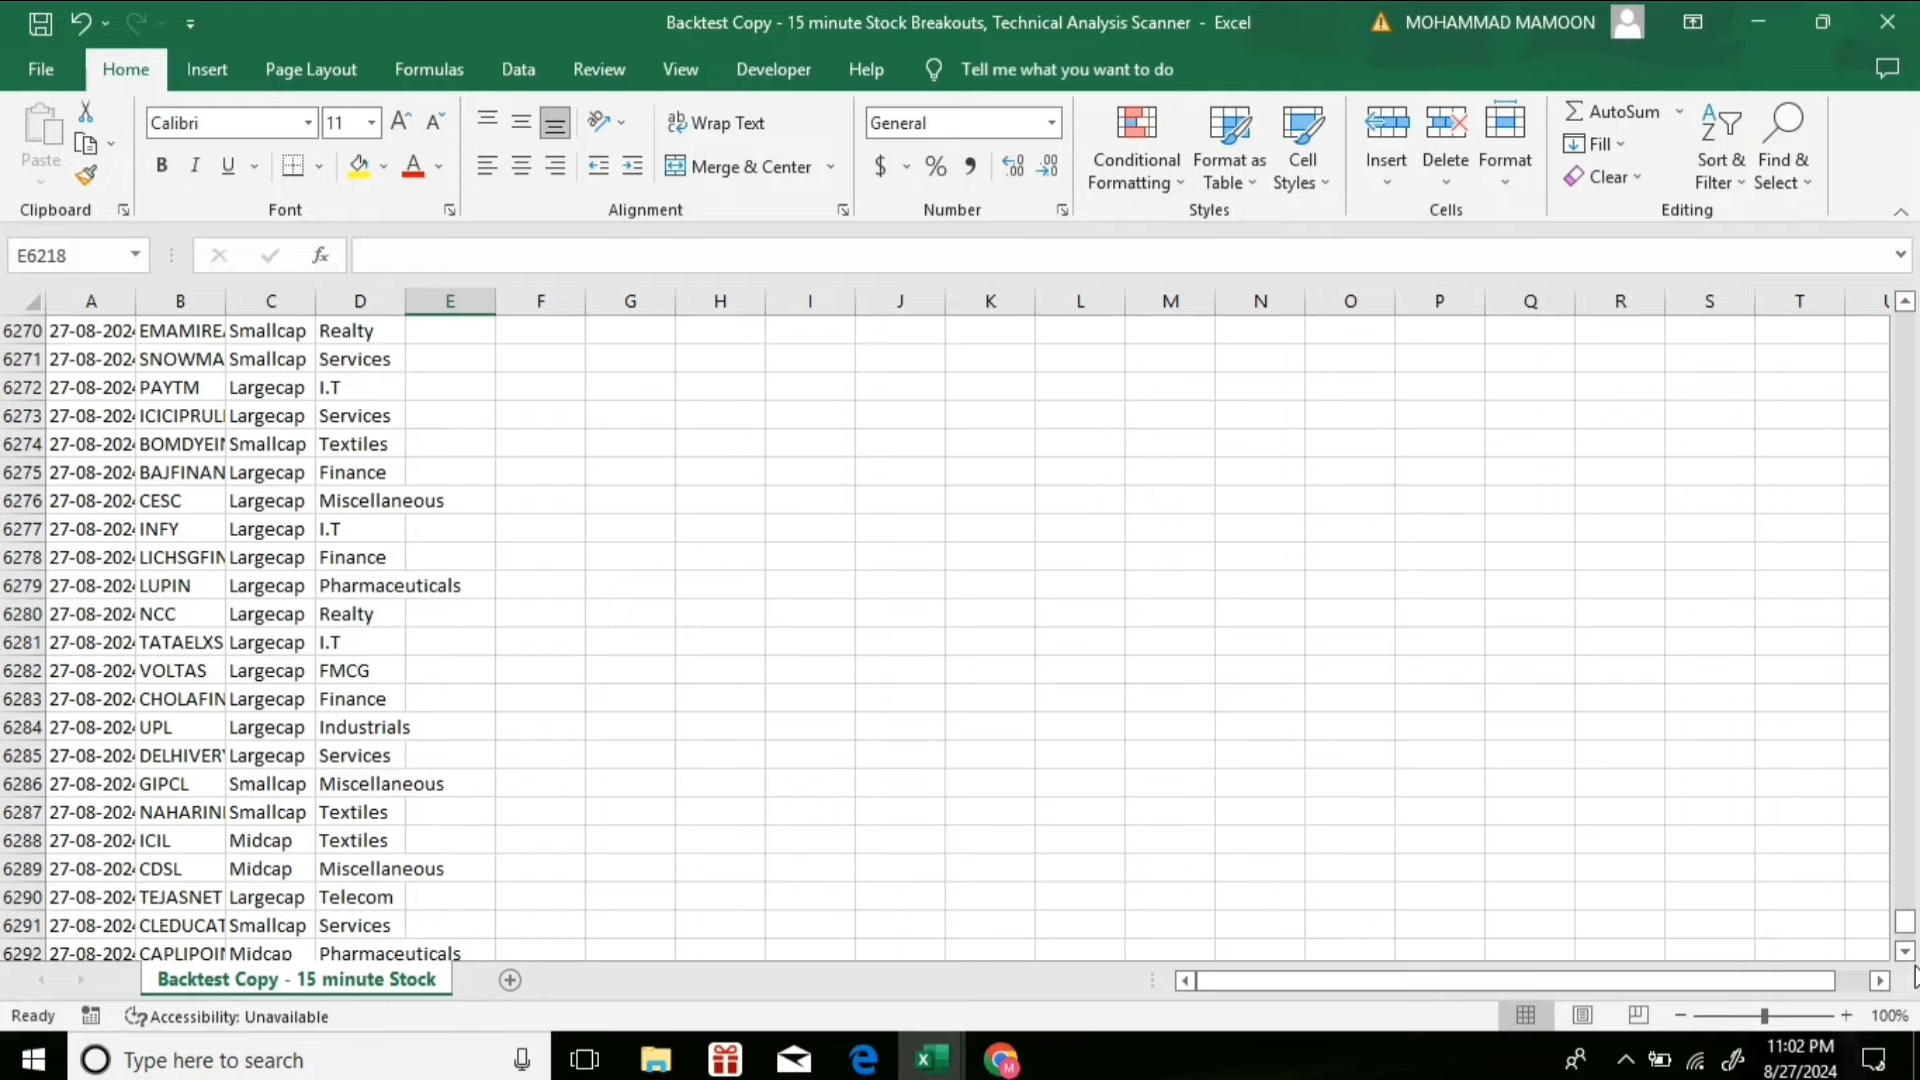 Backtest Copy - 15 minute Stock Breakouts, Technical Analysis Scanner - Excel
MOHAMMAD MAMOON
File Home Insert Page Layout Formulas Data Review View Developer Help Tell me what you want to do
Paste
Clipboard
Calibri 11
B I U
Font
ab Wrap Text
Merge & Center
Alignment
General
$ % ,
Number
Conditional Formatting
Format as Table
Cell Styles
Styles
Insert Delete Format
Cells
AutoSum
Fill
Clear
Sort & Filter
Find & Select
Editing
E6218 fx
A B C D E F G H I J K L M N O P Q R S T
6270 27-08-202 EMAMIRE Smallcap Realty
6271 27-08-202 SNOWMA Smallcap Services
6272 27-08-202 PAYTM Largecap I.T
6273 27-08-202 ICICIPRUL Largecap Services
6274 27-08-202 BOMDYEI Smallcap Textiles
6275 27-08-202 BAJFINAN Largecap Finance
6276 27-08-202 CESC Largecap Miscellaneous
6277 27-08-202 INFY Largecap I.T
6278 27-08-202 LICHSGFIN Largecap Finance
6279 27-08-202 LUPIN Largecap Pharmaceuticals
6280 27-08-202 NCC Largecap Realty
6281 27-08-202 TATAELXS Largecap I.T
6282 27-08-202 VOLTAS Largecap FMCG
6283 27-08-202 CHOLAFIN Largecap Finance
6284 27-08-202 UPL Largecap Industrials
6285 27-08-202 DELHIVERY Largecap Services
6286 27-08-202 GIPCL Smallcap Miscellaneous
6287 27-08-202 NAHARIN Smallcap Textiles
6288 27-08-202 ICIL Midcap Textiles
6289 27-08-202 CDSL Midcap Miscellaneous
6290 27-08-202 TEJASNET Largecap Telecom
6291 27-08-202 CLEDUCAT Smallcap Services
6292 27-08-202 CAPLIPOI Midcap Pharmaceuticals
Backtest Copy - 15 minute Stock
Ready Accessibility: Unavailable 100%
Type here to search
11:02 PM
8/27/2024